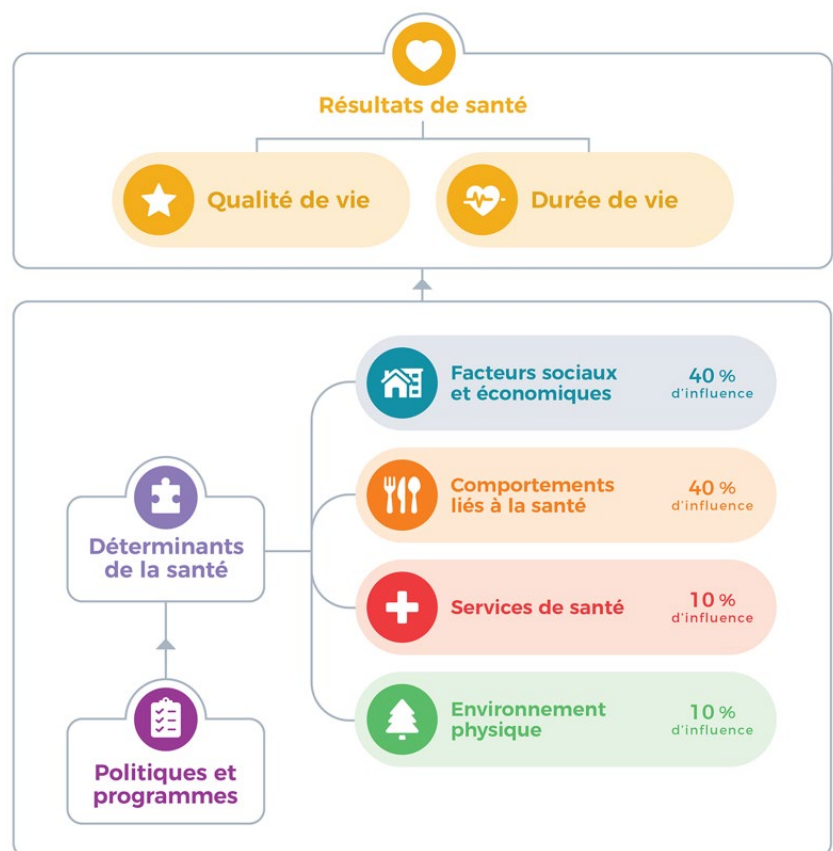 Résultats de santé
Qualité de vie
Durée de vie
Facteurs sociaux
et économiques
40 %
d'influence
Comportements
liés à la santé
40 %
d'influence
Déterminants
de la santé
Services de santé
10 %
d'influence
Environnement
physique
10 %
d'influence
Politiques et
programmes